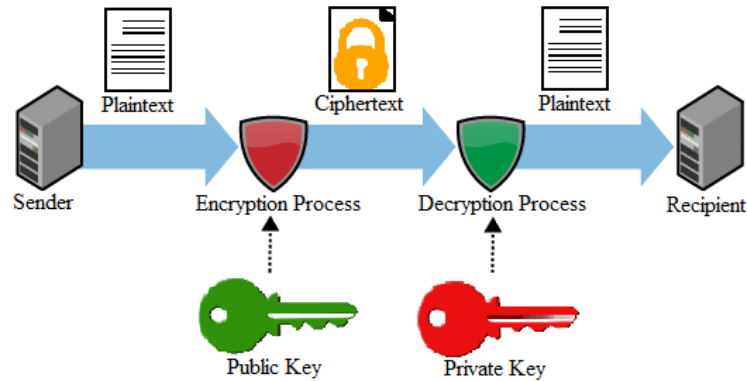 Plaintext
Ciphertext
Plaintext
Sender
Encryption Process
Decryption Process
Recipient
Public Key
Private Key